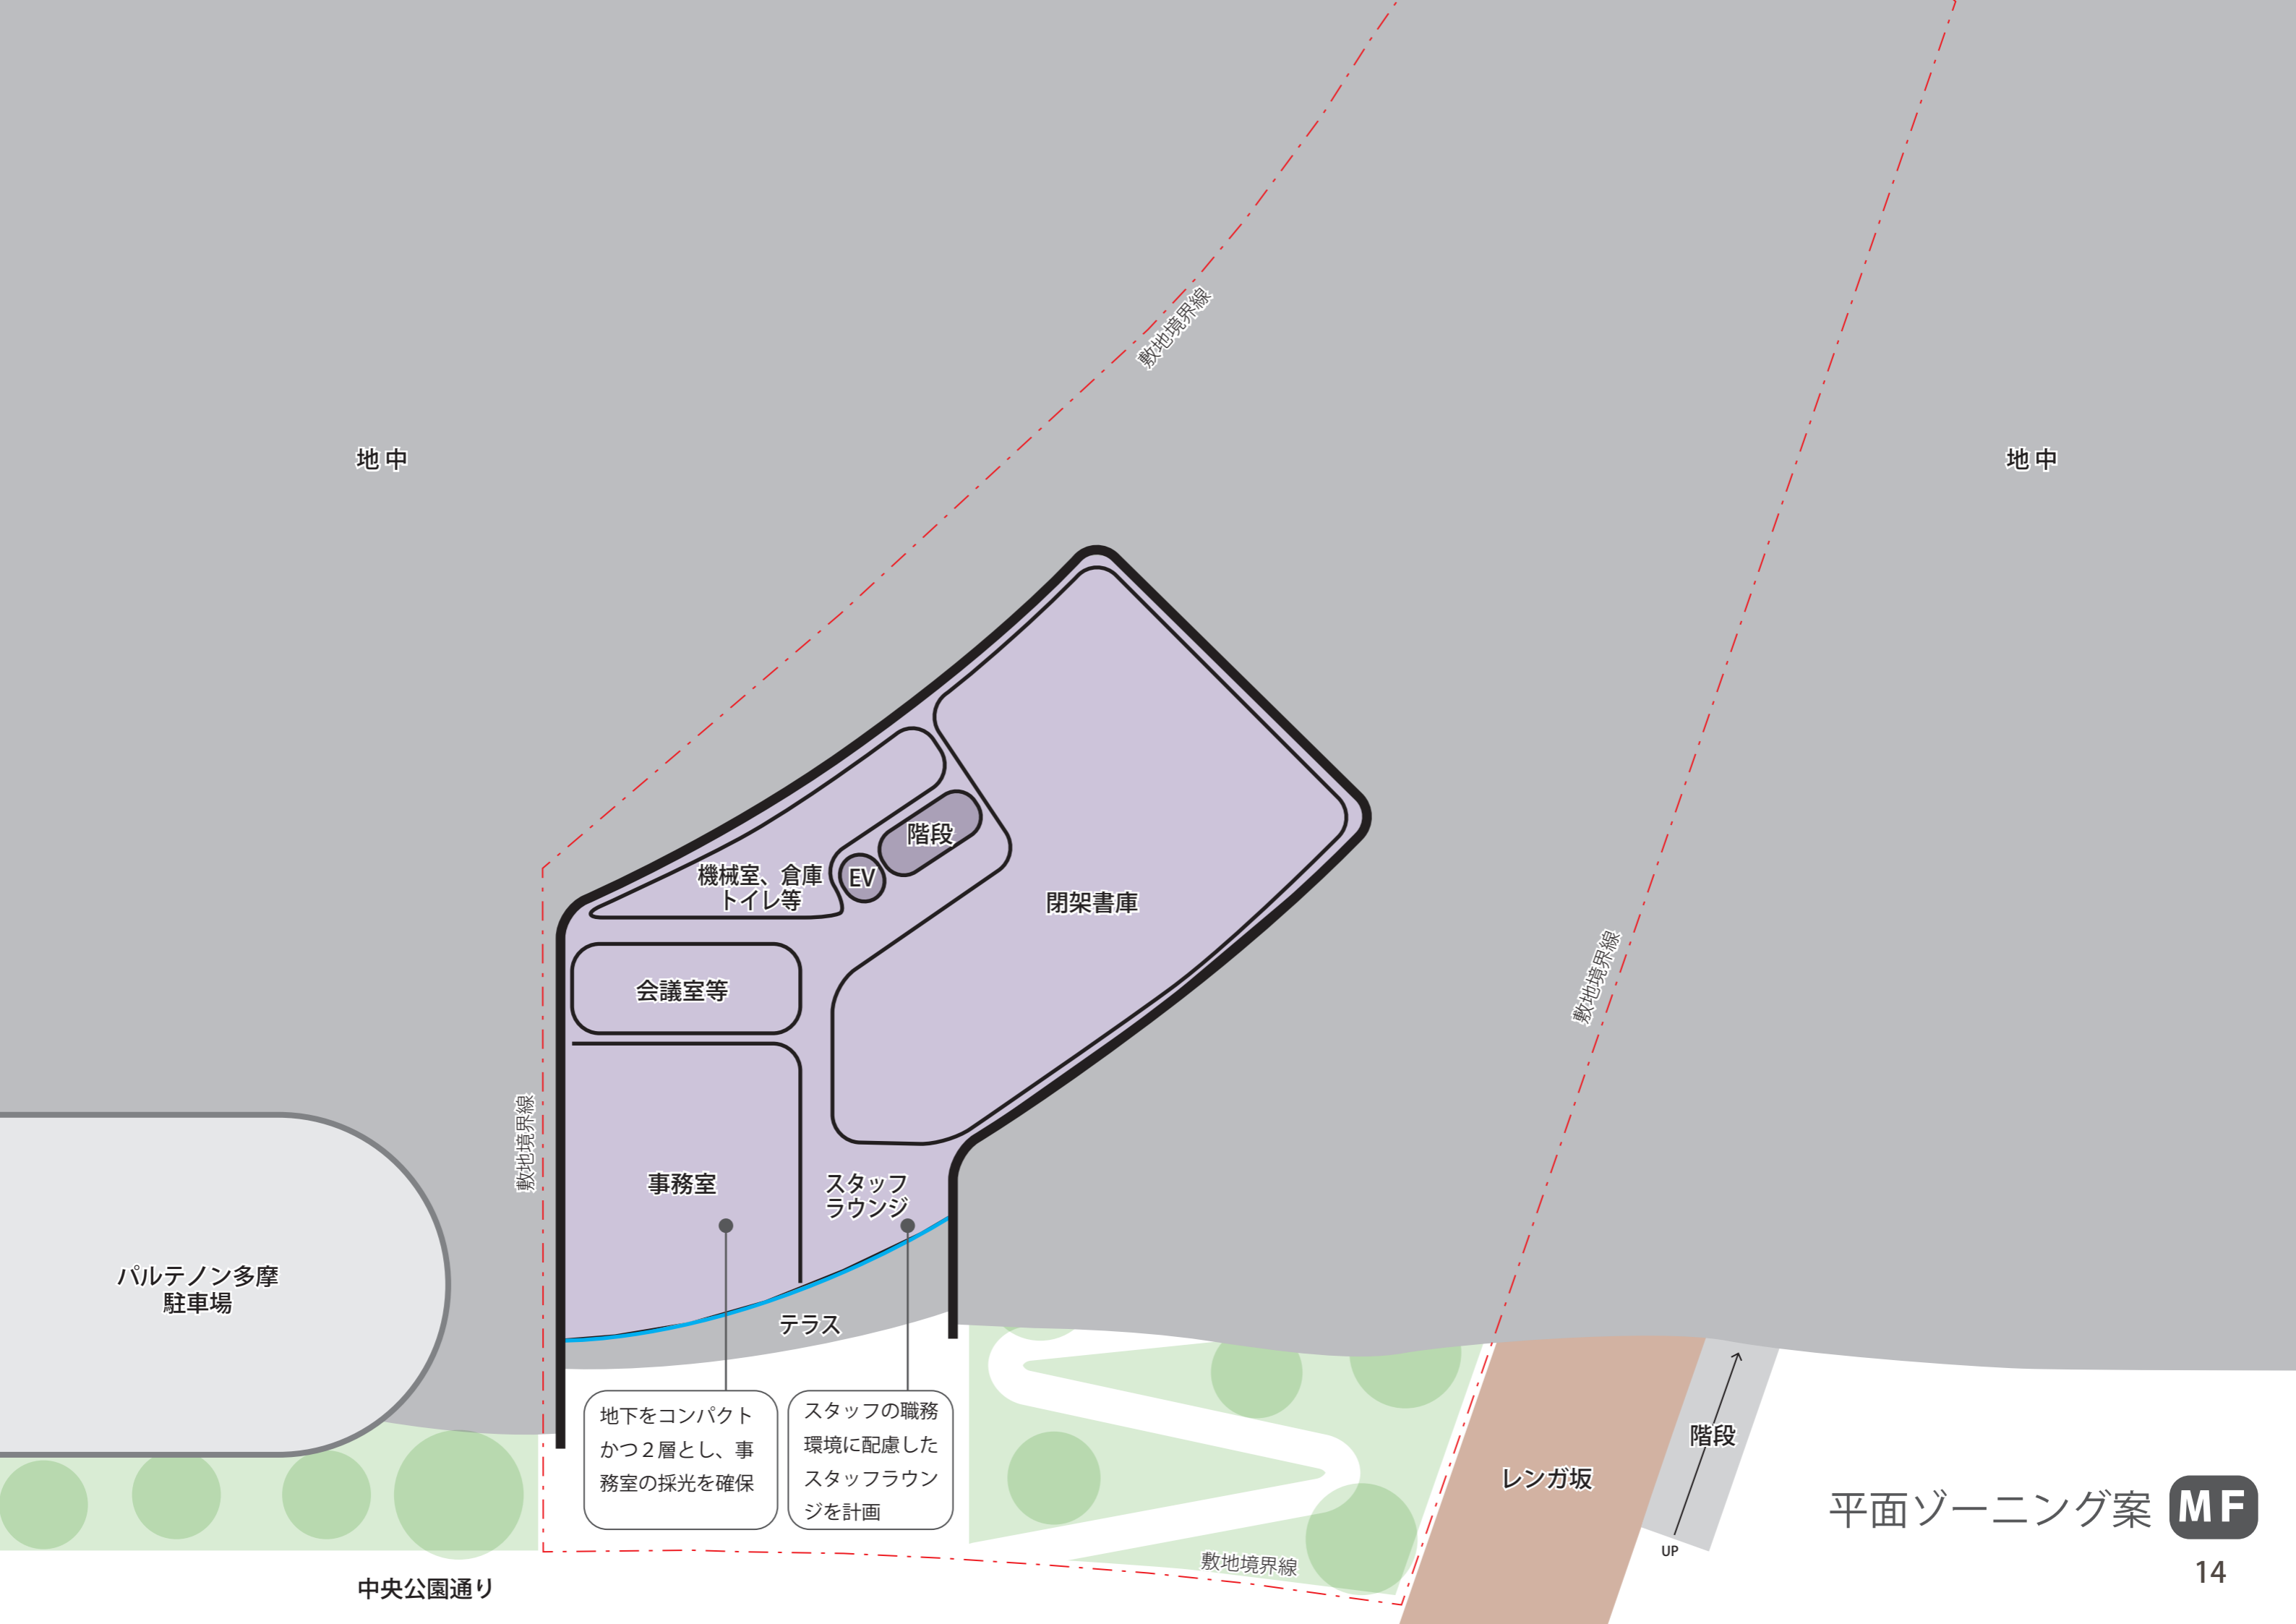 敷地境界線
地中
地中
階段
機械室、倉庫
トイレ等
EV
閉架書庫
敷地境界線
会議室等
敷地境界線
事務室
スタッフ
ラウンジ
パルテノン多摩
駐車場
テラス
地下をコンパクト
かつ２層とし、事
務室の採光を確保
スタッフの職務
環境に配慮した
スタッフラウン
ジを計画
階段
レンガ坂
UP
敷地境界線
中央公園通り
平面ゾーニング案 MF
14